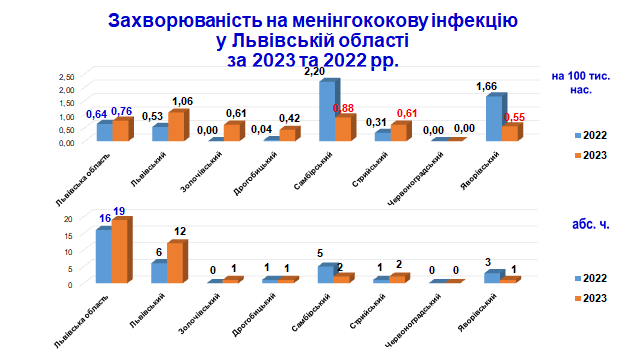 Захворюваність на менінгококову інфекцію
у Львівській області
за 2023 та 2022 рр.
на 100 тис.
нас.
2,50
2,00
1,50
1,00
0,50
0,00
0,64 0,76
0,53 1,06
0,00 0,61
0,04 0,42
2,20 0,88
0,31 0,61
0,00 0,00
1,66 0,55
Львівська область
Львівський
Золочівський
Дрогобицький
Самбірський
Стрийський
Червоноградський
Яворівський
2022
2023
абс. ч.
20
15
10
5
0
16 19
6 12
0 1
1 1
5 2
1 2
0 0
3 1
Львівська область
Львівський
Золочівський
Дрогобицький
Самбірський
Стрийський
Червоноградський
Яворівський
2022
2023